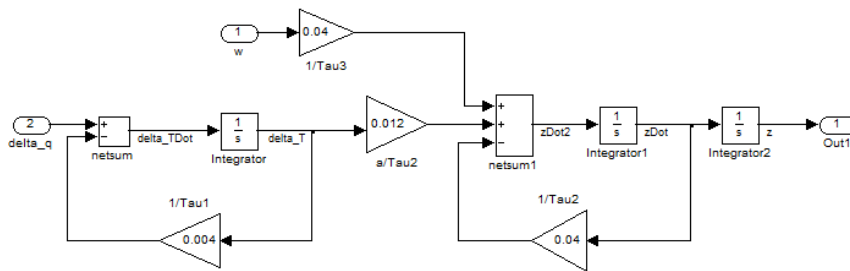 1
w
0.04
1/Tau3
2
delta_q
+
−
netsum
delta_TDot
1
s
Integrator
delta_T
0.012
a/Tau2
+
+
−
netsum1
zDot2
1
s
Integrator1
zDot
1
s
Integrator2
z
1
Out1
1/Tau1
0.004
1/Tau2
0.04